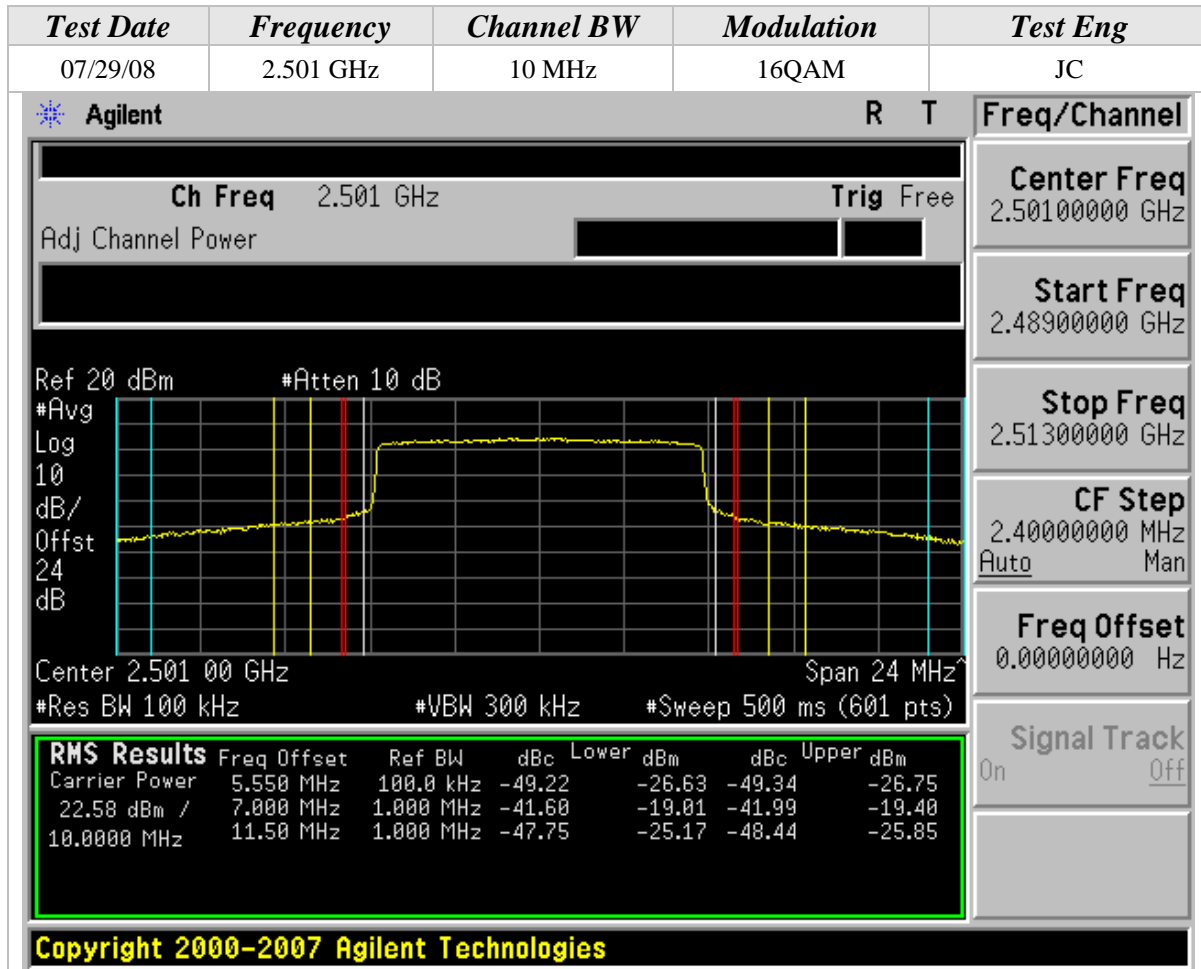 Test Date Frequency Channel BW Modulation Test Eng
07/29/08 2.501 GHz 10 MHz 16QAM JC
Agilent R T Freq/Channel
Ch Freq 2.501 GHz Trig Free
Adj Channel Power
Center Freq
2.50100000 GHz
Start Freq
2.48900000 GHz
Stop Freq
2.51300000 GHz
CF Step
2.40000000 MHz
Auto Man
Freq Offset
0.00000000 Hz
Signal Track
On Off
Ref 20 dBm #Atten 10 dB
#Avg
Log
10
dB/
Offst
24
dB
Center 2.501 00 GHz Span 24 MHz^
#Res BW 100 kHz #VBW 300 kHz #Sweep 500 ms (601 pts)
RMS Results Freq Offset Ref BW dBc Lower dBm dBc Upper dBm
Carrier Power 5.550 MHz 100.0 kHz -49.22 -26.63 -49.34 -26.75
22.58 dBm / 7.000 MHz 1.000 MHz -41.60 -19.01 -41.99 -19.40
10.0000 MHz 11.50 MHz 1.000 MHz -47.75 -25.17 -48.44 -25.85
Copyright 2000-2007 Agilent Technologies